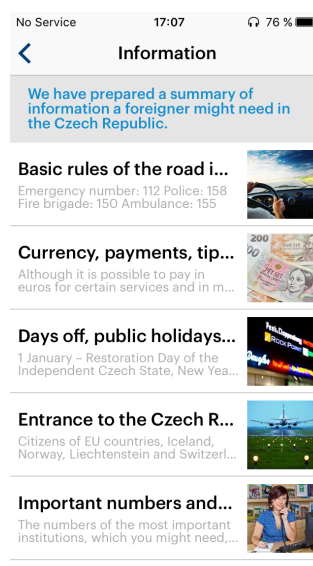 No Service 17:07 76 %
Information
We have prepared a summary of
information a foreigner might need in
the Czech Republic.
Basic rules of the road i...
Emergency number: 112 Police: 158
Fire brigade: 150 Ambulance: 155
Currency, payments, tip...
Although it is possible to pay in
euros for certain services and in m...
200
Days off, public holidays...
1 January – Restoration Day of the
Independent Czech State, New Yea...
ROCK POINT
Douglas
Entrance to the Czech R...
Citizens of EU countries, Iceland,
Norway, Liechtenstein and Switzerl...
Important numbers and...
The numbers of the most important
institutions, which you might need,...